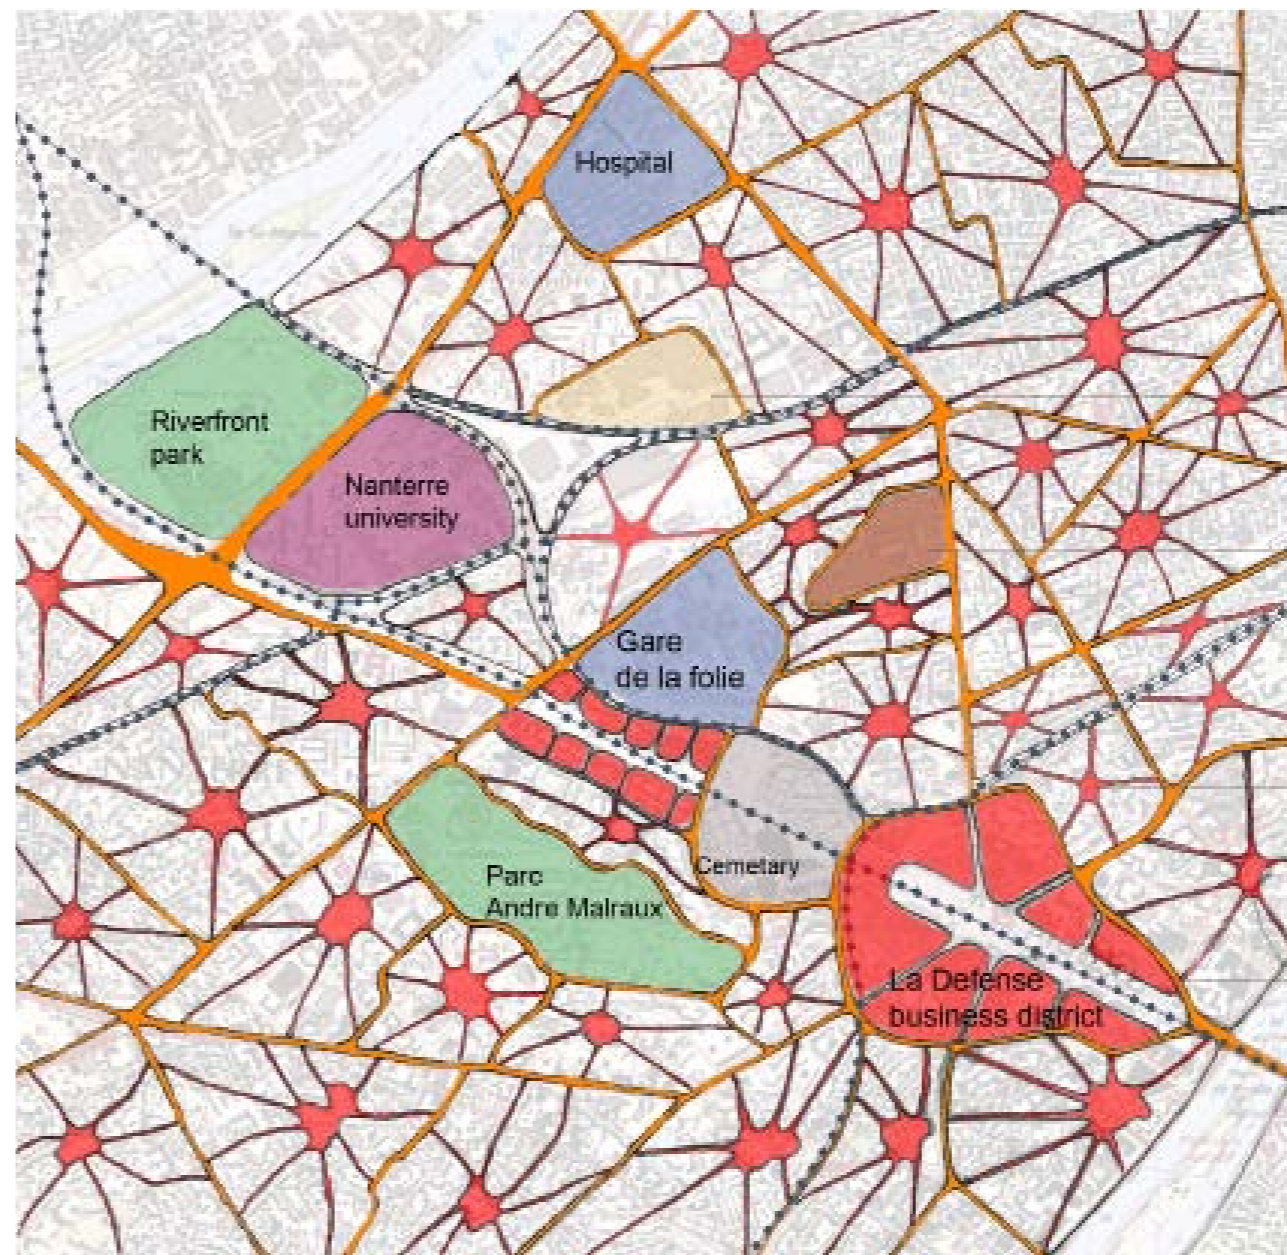 Hospital
Riverfront
park
Nanterre
university
Gare
de la folie
Cemetary
Parc
Andre Malraux
La Defense
business district